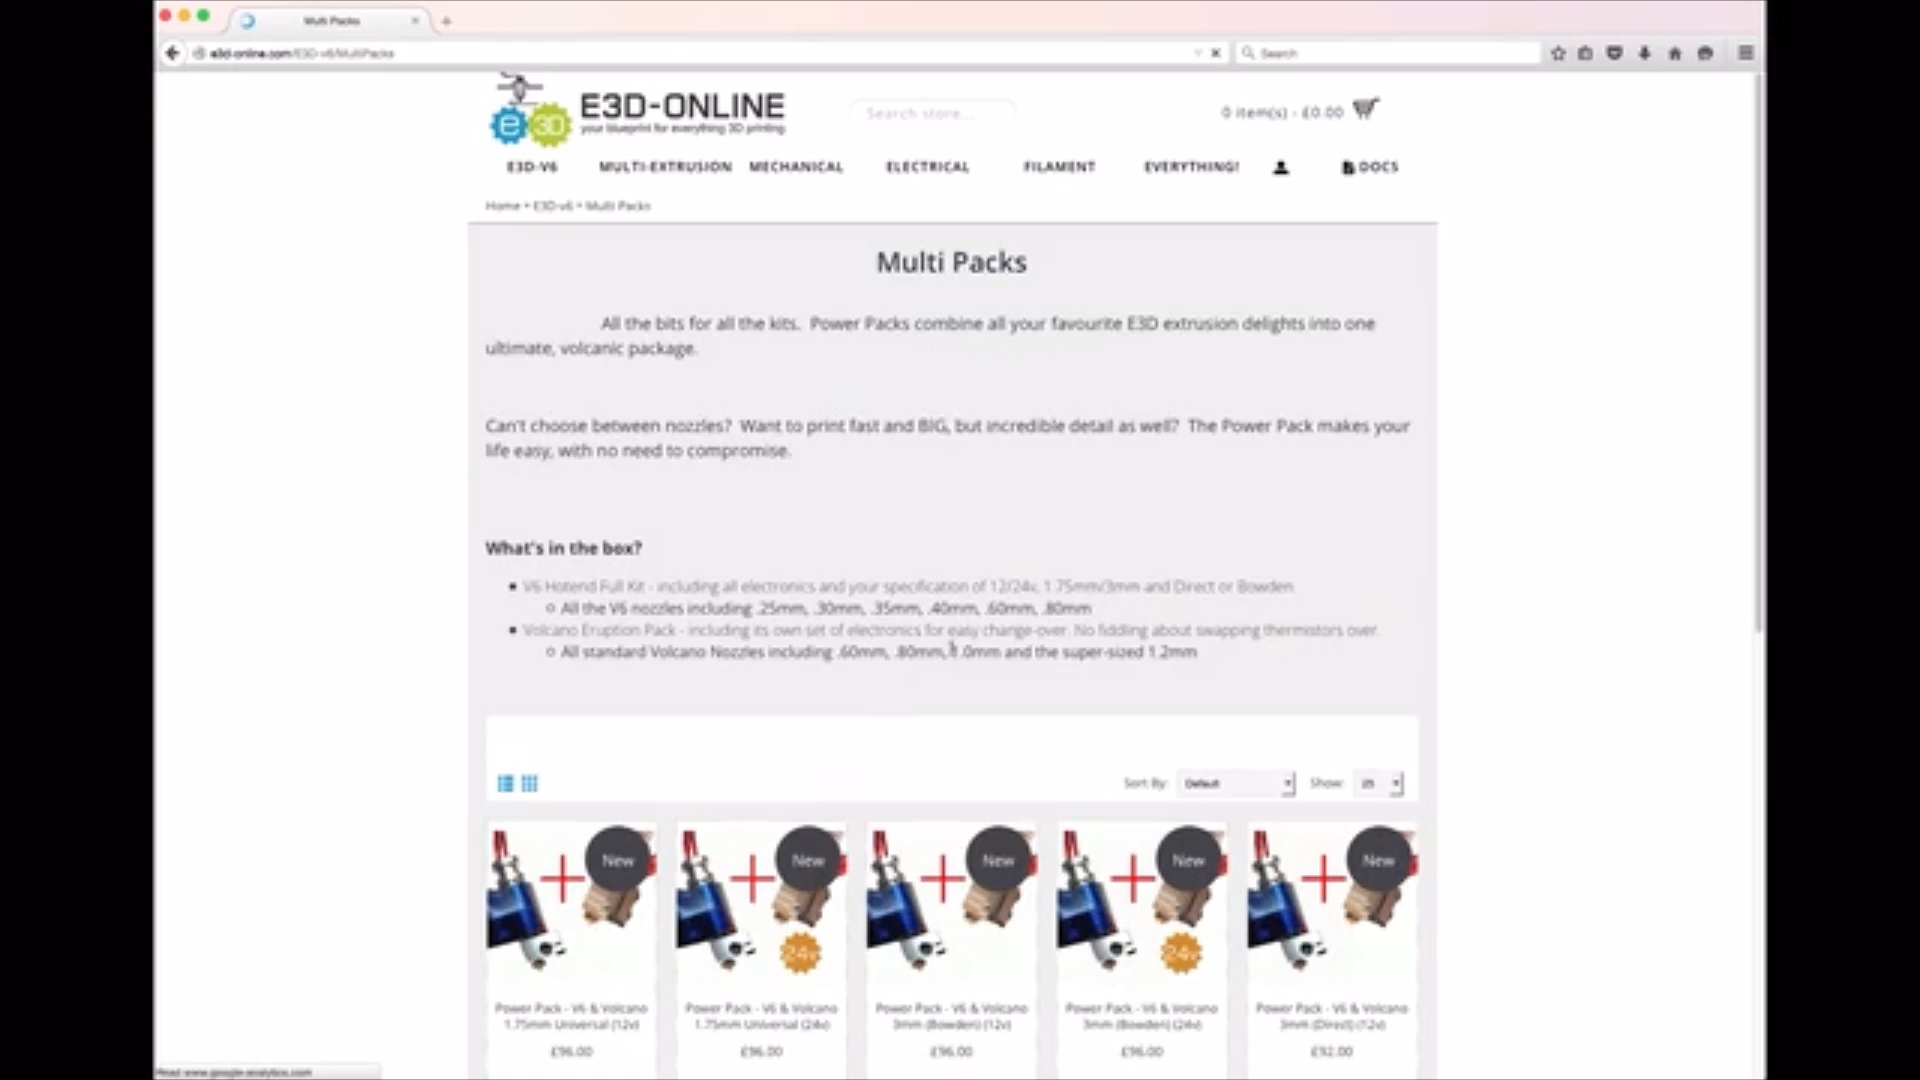 Multi Packs
e3d-online.com/E3D-v6/MultiPacks
Search
e3D
E3D-ONLINE
your blueprint for everything 3D printing
Search store...
0 item(s) - £0.00
E3D-V6 MULTI-EXTRUSION MECHANICAL ELECTRICAL FILAMENT EVERYTHING! DOCS
Home • E3D-v6 • Multi Packs
Multi Packs
All the bits for all the kits. Power Packs combine all your favourite E3D extrusion delights into one
ultimate, volcanic package.
Can't choose between nozzles? Want to print fast and BIG, but incredible detail as well? The Power Pack makes your
life easy, with no need to compromise.
What's in the box?
V6 Hotend Full Kit - including all electronics and your specification of 12/24v, 1.75mm/3mm and Direct or Bowden.
All the V6 nozzles including .25mm, .30mm, .35mm, .40mm, .60mm, .80mm
Volcano Eruption Pack - including its own set of electronics for easy change-over. No fiddling about swapping thermistors over.
All standard Volcano Nozzles including .60mm, .80mm, 1.0mm and the super-sized 1.2mm
Sort By: Default Show: 25
New New New New New
24v 24v
Power Pack - V6 & Volcano 1.75mm Universal (12v)
£96.00
Power Pack - V6 & Volcano 1.75mm Universal (24v)
£96.00
Power Pack - V6 & Volcano 3mm (Bowden) (12v)
£96.00
Power Pack - V6 & Volcano 3mm (Bowden) (24v)
£96.00
Power Pack - V6 & Volcano 3mm (Direct) (12v)
£92.00
Read www.google-analytics.com